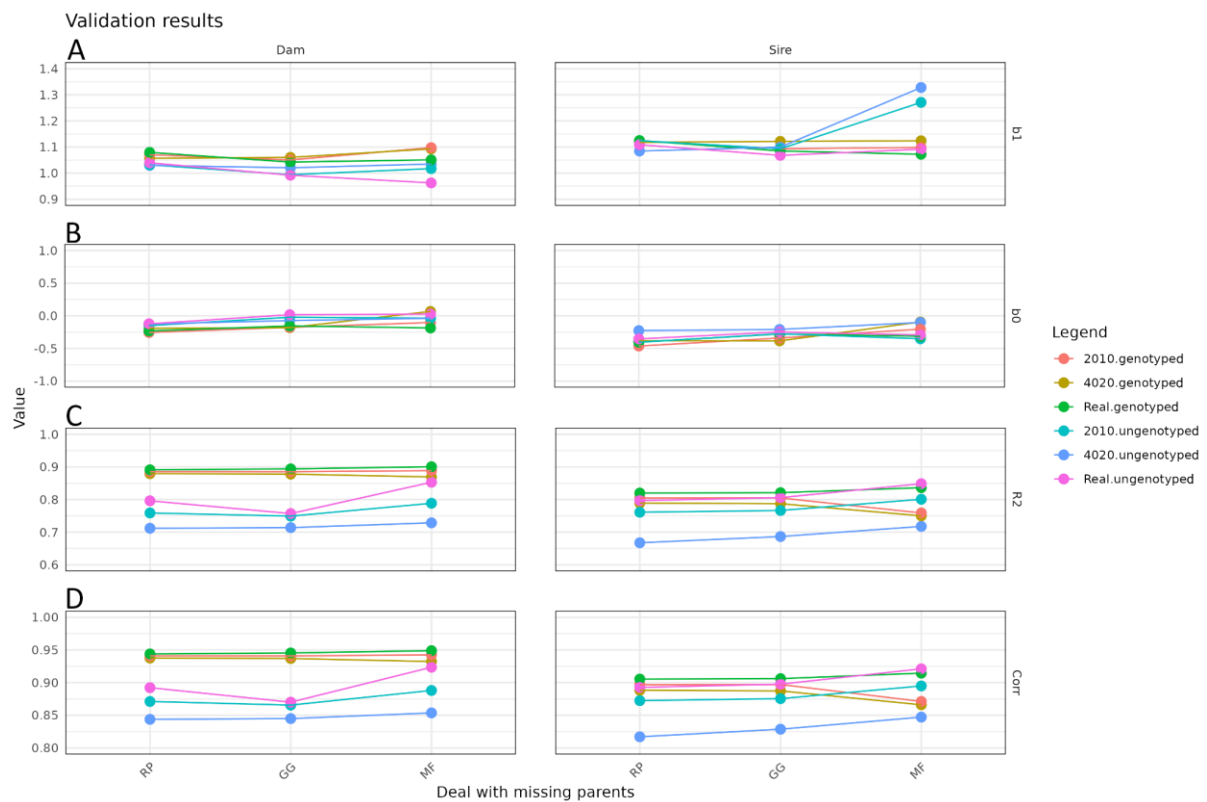 Validation results
A
Dam
Sire
1.4
1.3
1.2
1.1
1.0
0.9
b1
B
1.0
0.5
0.0
-0.5
-1.0
b0
C
1.0
0.9
0.8
0.7
0.6
R2
D
1.00
0.95
0.90
0.85
0.80
Corr
Value
RP
GG
MF
RP
GG
MF
Deal with missing parents
Legend
2010.genotyped
4020.genotyped
Real.genotyped
2010.ungenotyped
4020.ungenotyped
Real.ungenotyped